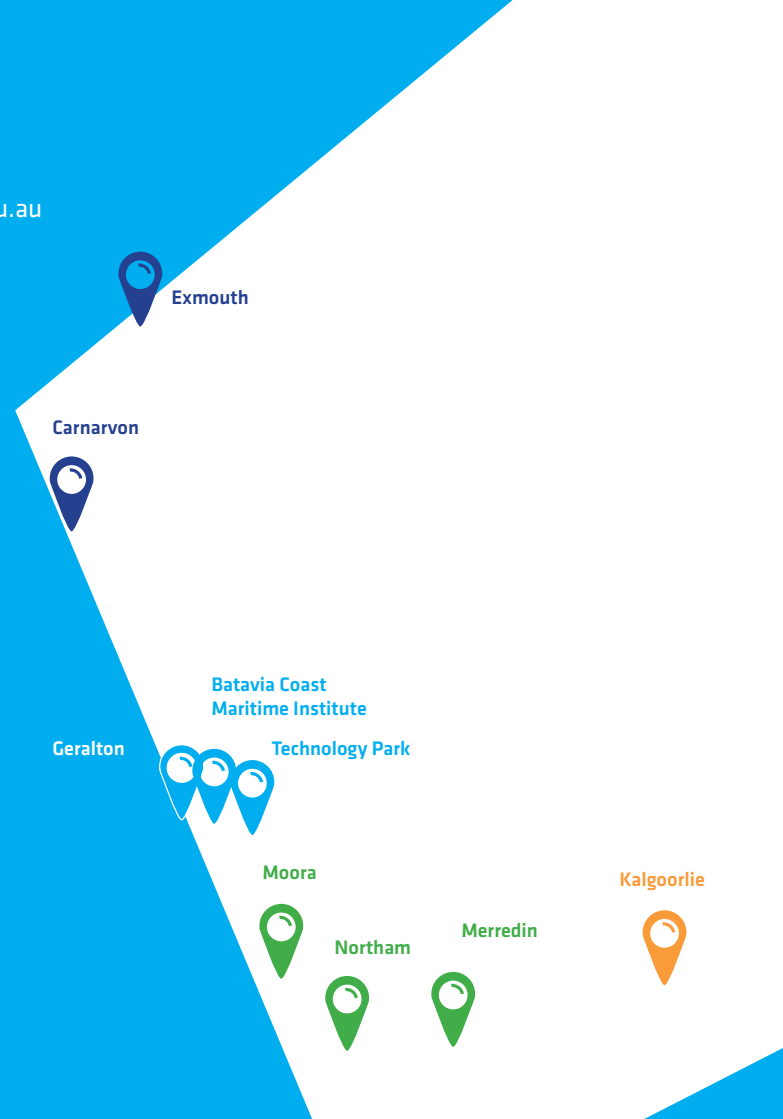 u.au
Exmouth
Carnarvon
Batavia Coast
Maritime Institute
Geralton
Technology Park
Moora
Kalgoorlie
Merredin
Northam